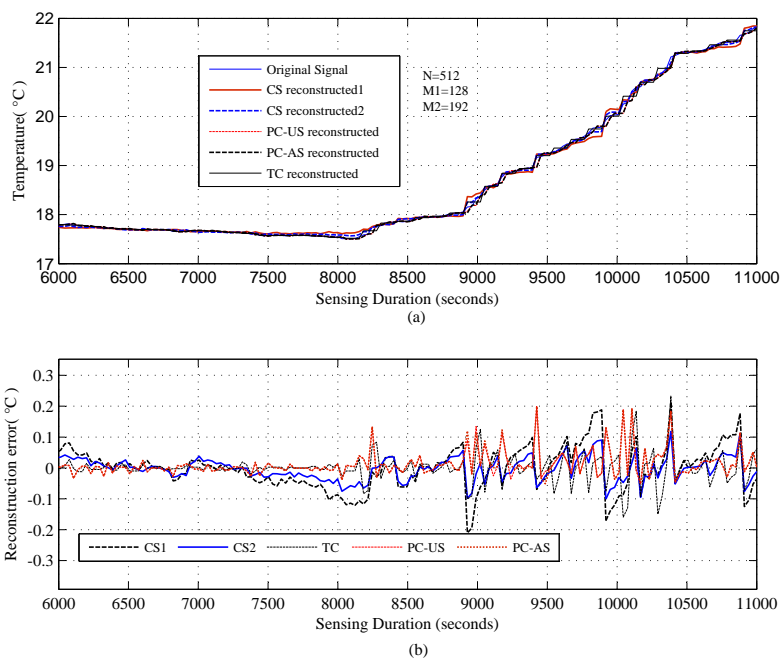 22
21
20
19
18
17
Temperature( °C )
Original Signal
CS reconstructed1
CS reconstructed2
PC-US reconstructed
PC-AS reconstructed
TC reconstructed
N=512
M1=128
M2=192
6000 6500 7000 7500 8000 8500 9000 9500 10000 10500 11000
Sensing Duration (seconds)
(a)
0.3
0.2
0.1
0
-0.1
-0.2
-0.3
Reconstruction error( °C )
CS1 CS2 TC PC-US PC-AS
6000 6500 7000 7500 8000 8500 9000 9500 10000 10500 11000
Sensing Duration (seconds)
(b)